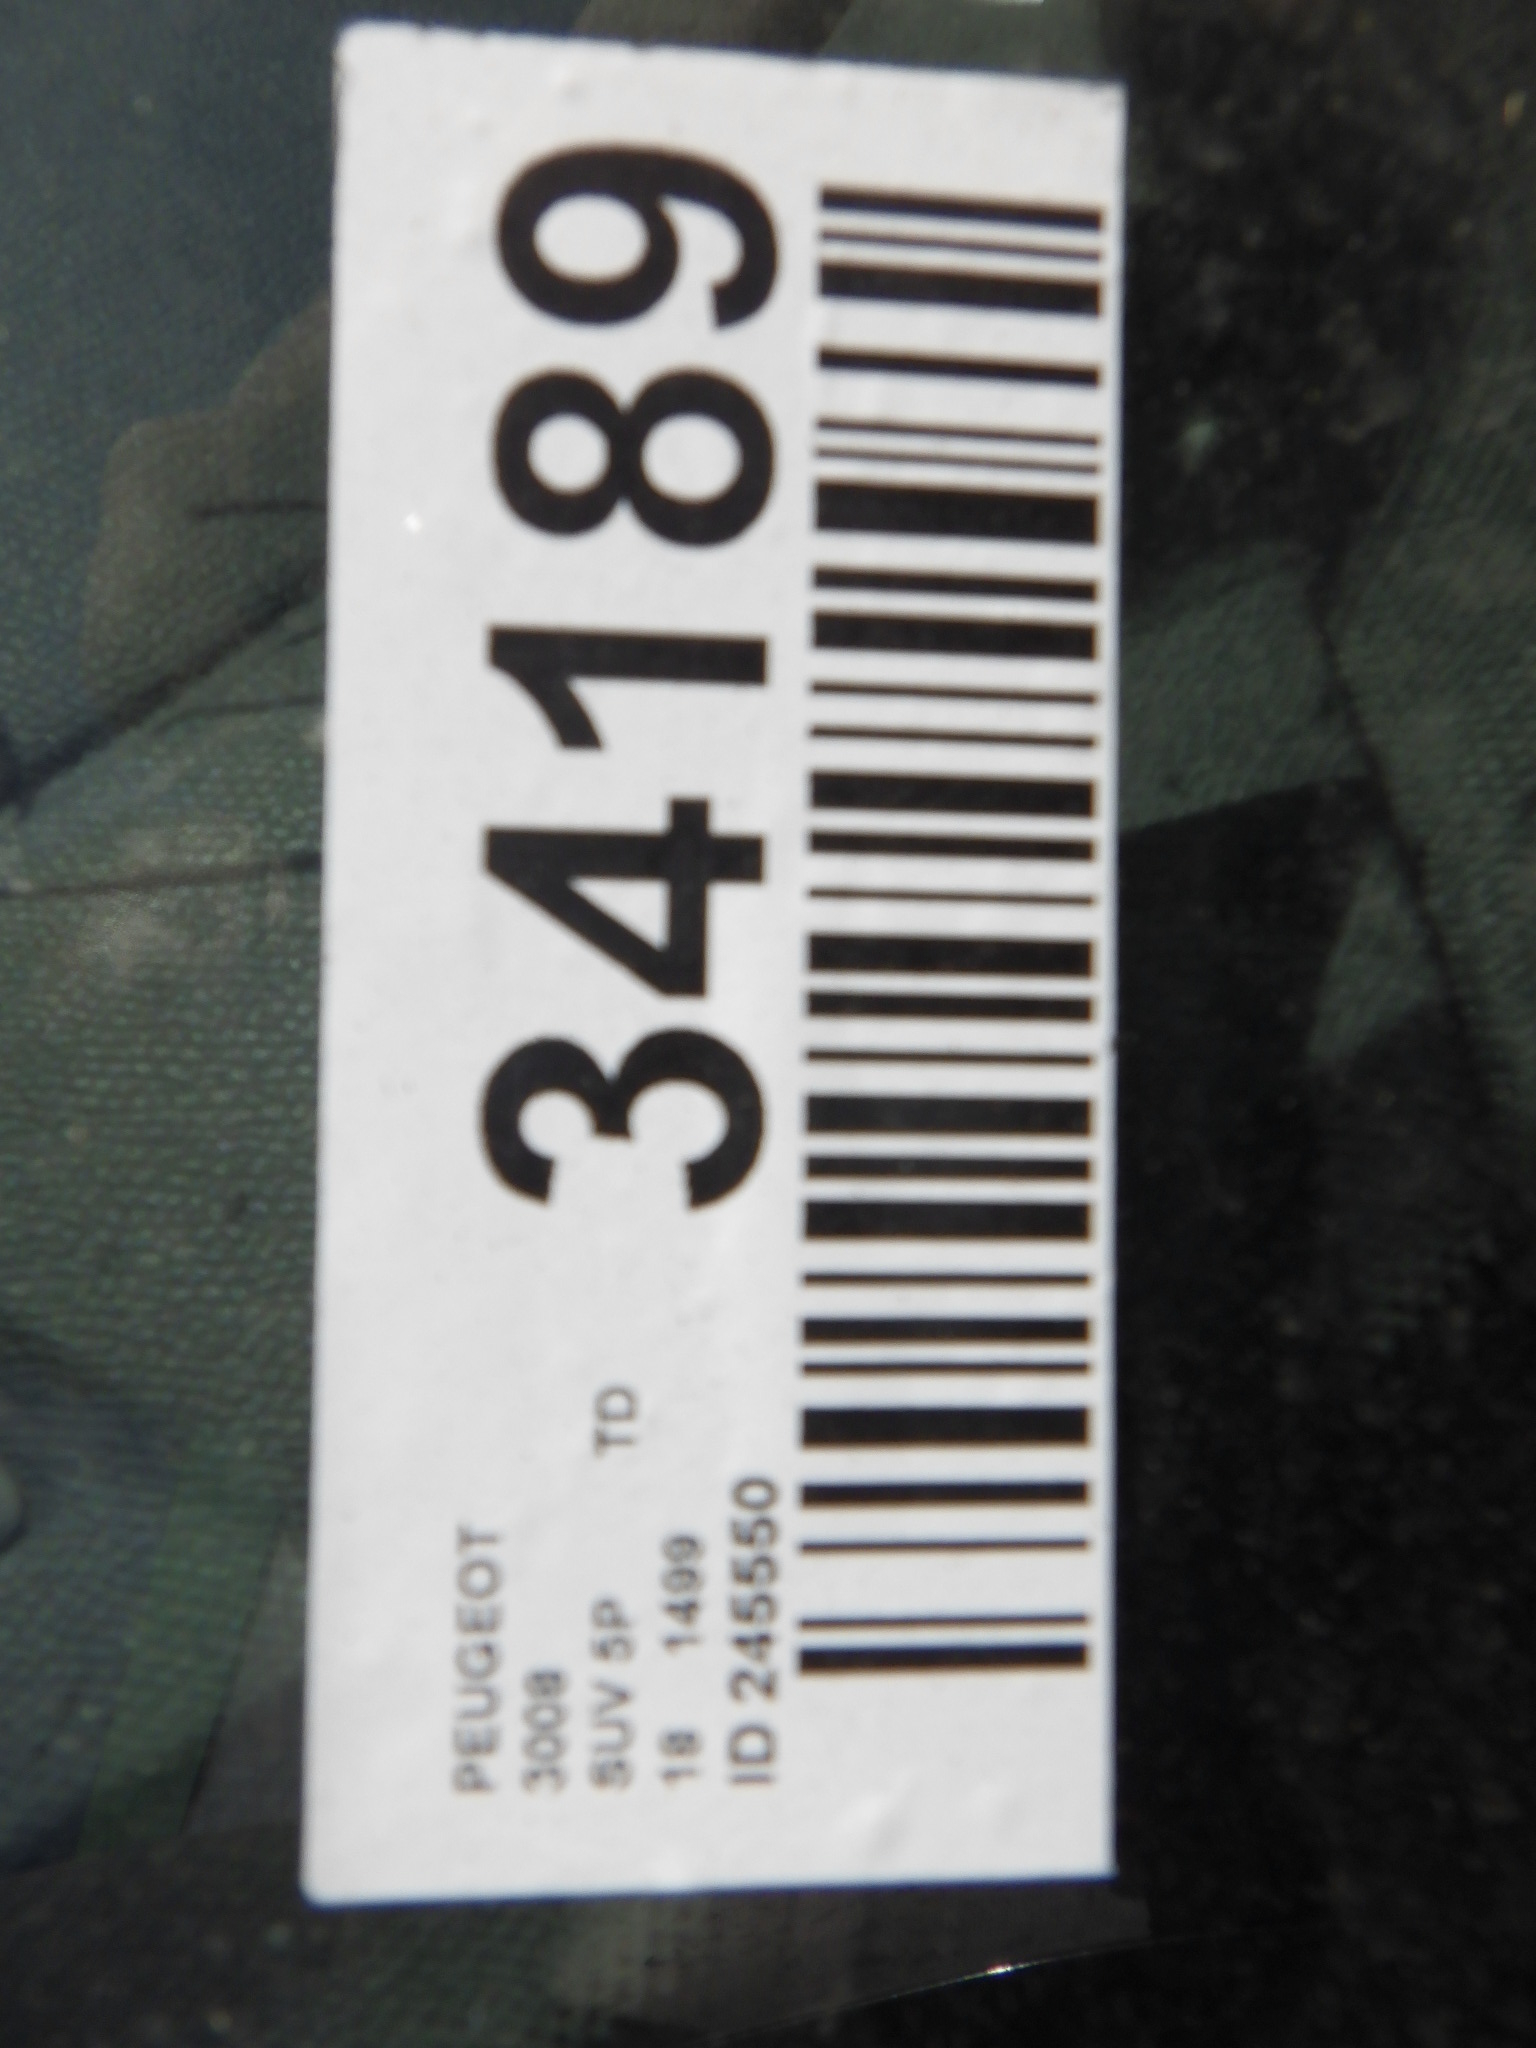 PEUGEOT
3008
SUV 5P TD
18 1499
ID 245550
34189